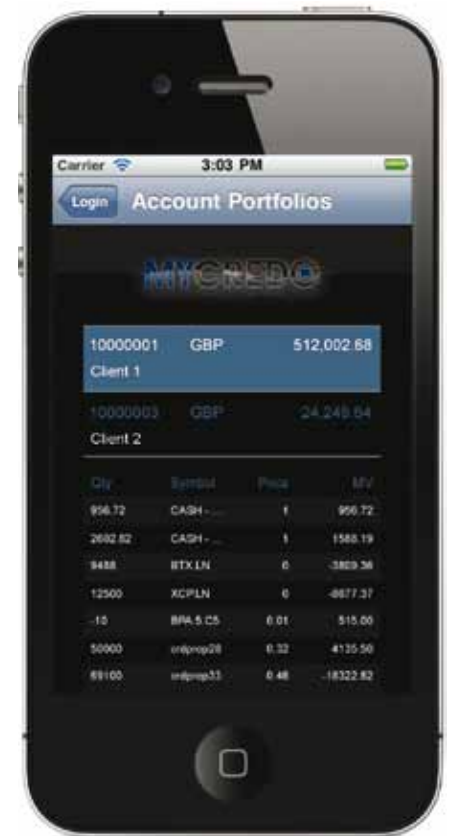 Carrier 3:03 PM
Login Account Portfolios
MYCREDO
10000001 GBP 512,002.68
Client 1
10000003 GBP 24,249.64
Client 2
Qty Symbol Price MV
956.72 CASH - ... 1 956.72
CASH - ... 1 1568.19
9488 BTX.LN 0 -3809.36
12500 XCP.LN 0 -8677.37
-10 BPA.5.C5 0.01 515.00
50000 ordprop28 0.32 4135.50
69100 ordprop33 0.48 -18322.82